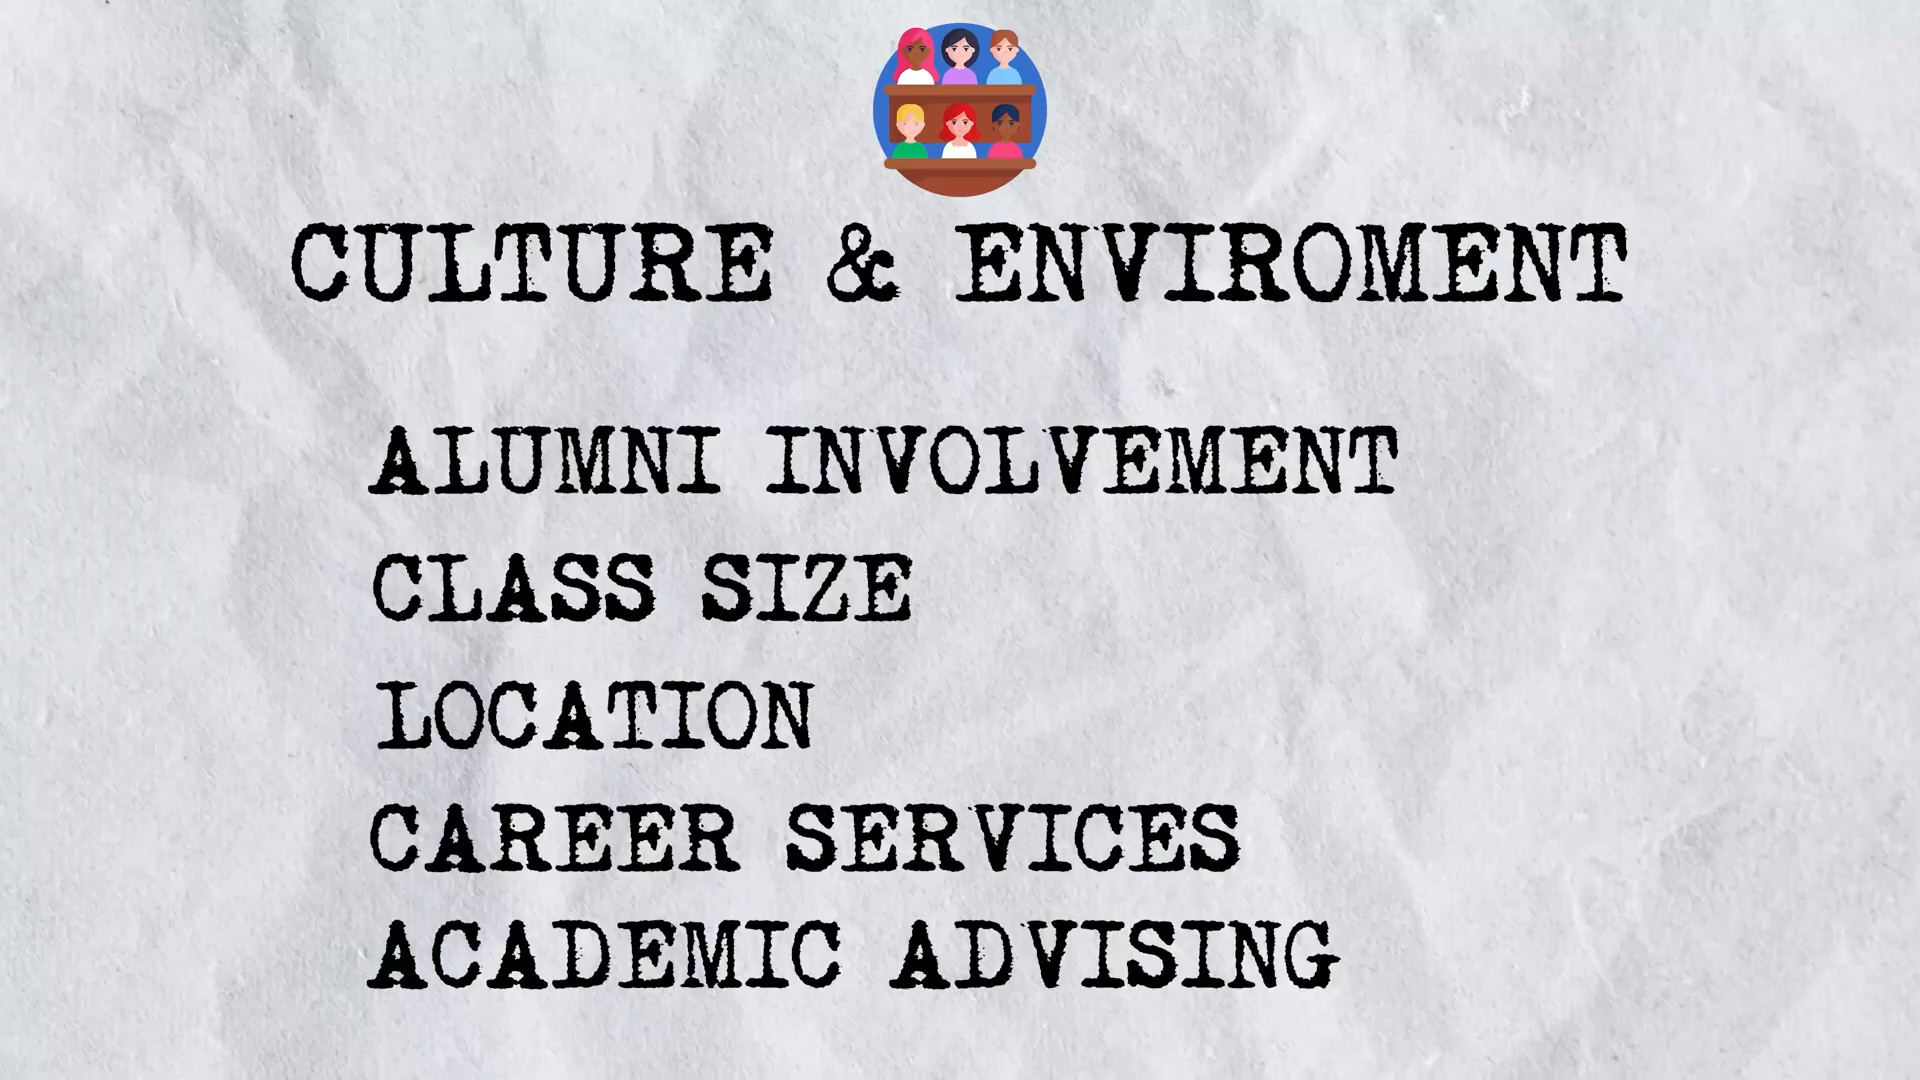 CULTURE & ENVIROMENT
ALUMNI INVOLVEMENT
CLASS SIZE
LOCATION
CAREER SERVICES
ACADEMIC ADVISING